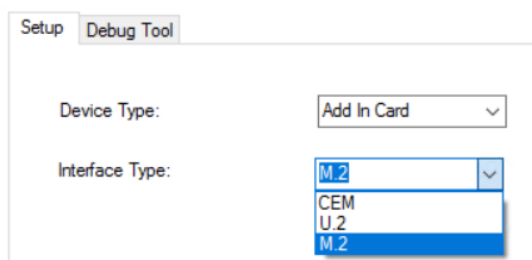 Setup Debug Tool
Device Type: Add In Card
Interface Type: M.2
CEM
U.2
M.2